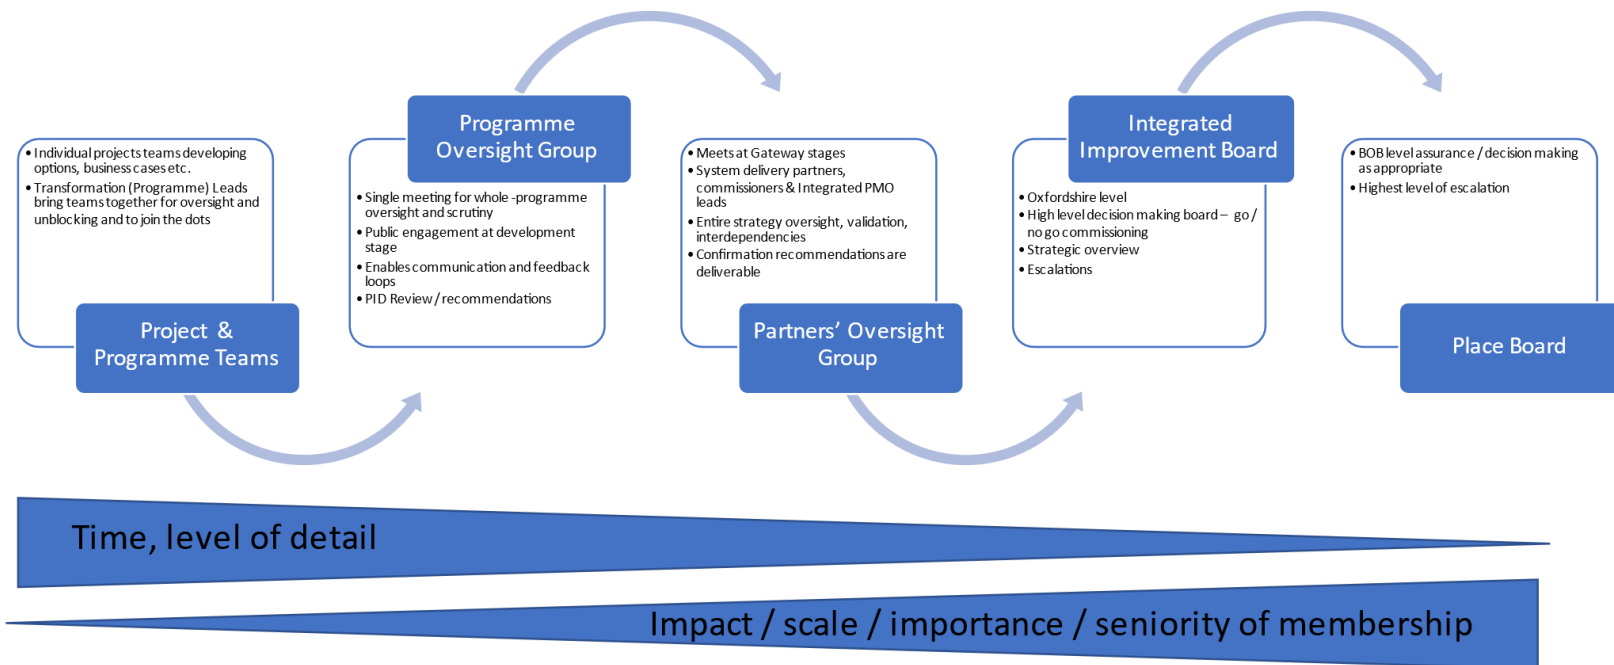 • Individual projects teams developing
options, business cases etc.
• Transformation (Programme) Leads
bring teams together for oversight and
unblocking and to join the dots
Project &
Programme Teams
Programme
Oversight Group
• Single meeting for whole -programme
oversight and scrutiny
• Public engagement at development
stage
• Enables communication and feedback
loops
• PID Review / recommendations
• Meets at Gateway stages
• System delivery partners,
commissioners & Integrated PMO
leads
• Entire strategy oversight, validation,
interdependencies
• Confirmation recommendations are
deliverable
Partners’ Oversight
Group
Integrated
Improvement Board
• Oxfordshire level
• High level decision making board – go /
no go commissioning
• Strategic overview
• Escalations
• BOB level assurance / decision making
as appropriate
• Highest level of escalation
Place Board
Time, level of detail
Impact / scale / importance / seniority of membership